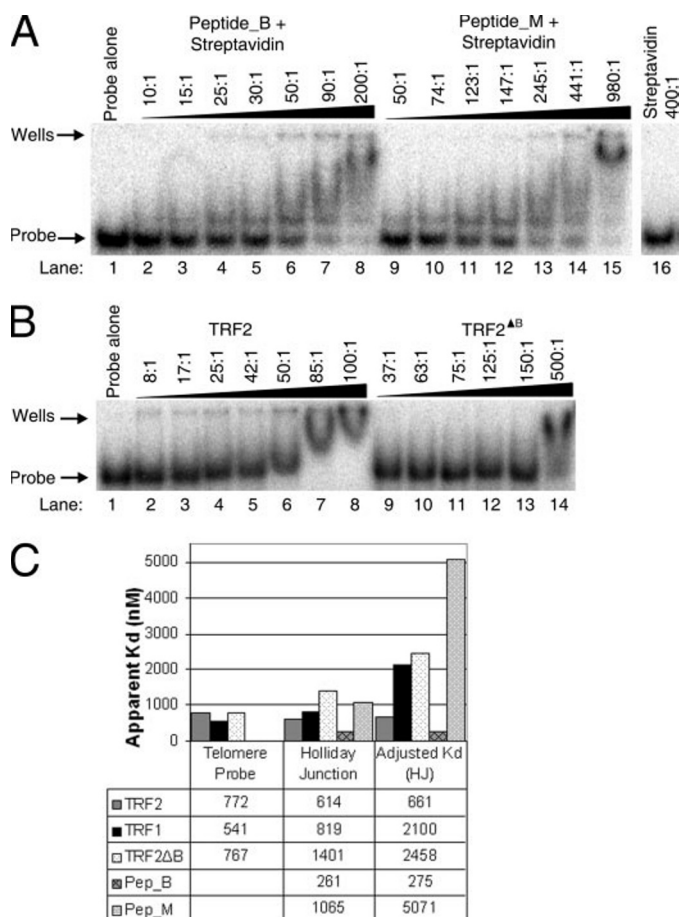 A
Peptide_B +
Streptavidin
Peptide_M +
Streptavidin
Probe alone 10:1 15:1 25:1 30:1 50:1 90:1 200:1 50:1 74:1 123:1 147:1 245:1 441:1 980:1 Streptavidin 400:1
Wells
Probe
Lane: 1 2 3 4 5 6 7 8 9 10 11 12 13 14 15 16
B
TRF2 TRF2▲B
Probe alone 8:1 17:1 25:1 42:1 50:1 85:1 100:1 37:1 63:1 75:1 125:1 150:1 500:1
Wells
Probe
Lane: 1 2 3 4 5 6 7 8 9 10 11 12 13 14
C
Apparent Kd (nM)
5000
4000
3000
2000
1000
0
Telomere Probe Holliday Junction Adjusted Kd (HJ)
TRF2 772 614 661
TRF1 541 819 2100
TRF2ΔB 767 1401 2458
Pep_B 261 275
Pep_M 1065 5071